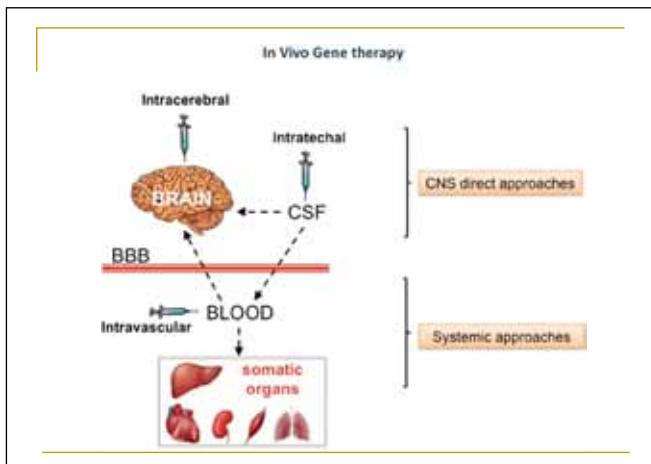 In Vivo Gene therapy
Intracerebral
Intratechal
BRAIN
CSF
CNS direct approaches
BBB
BLOOD
Intravascular
Systemic approaches
somatic
organs